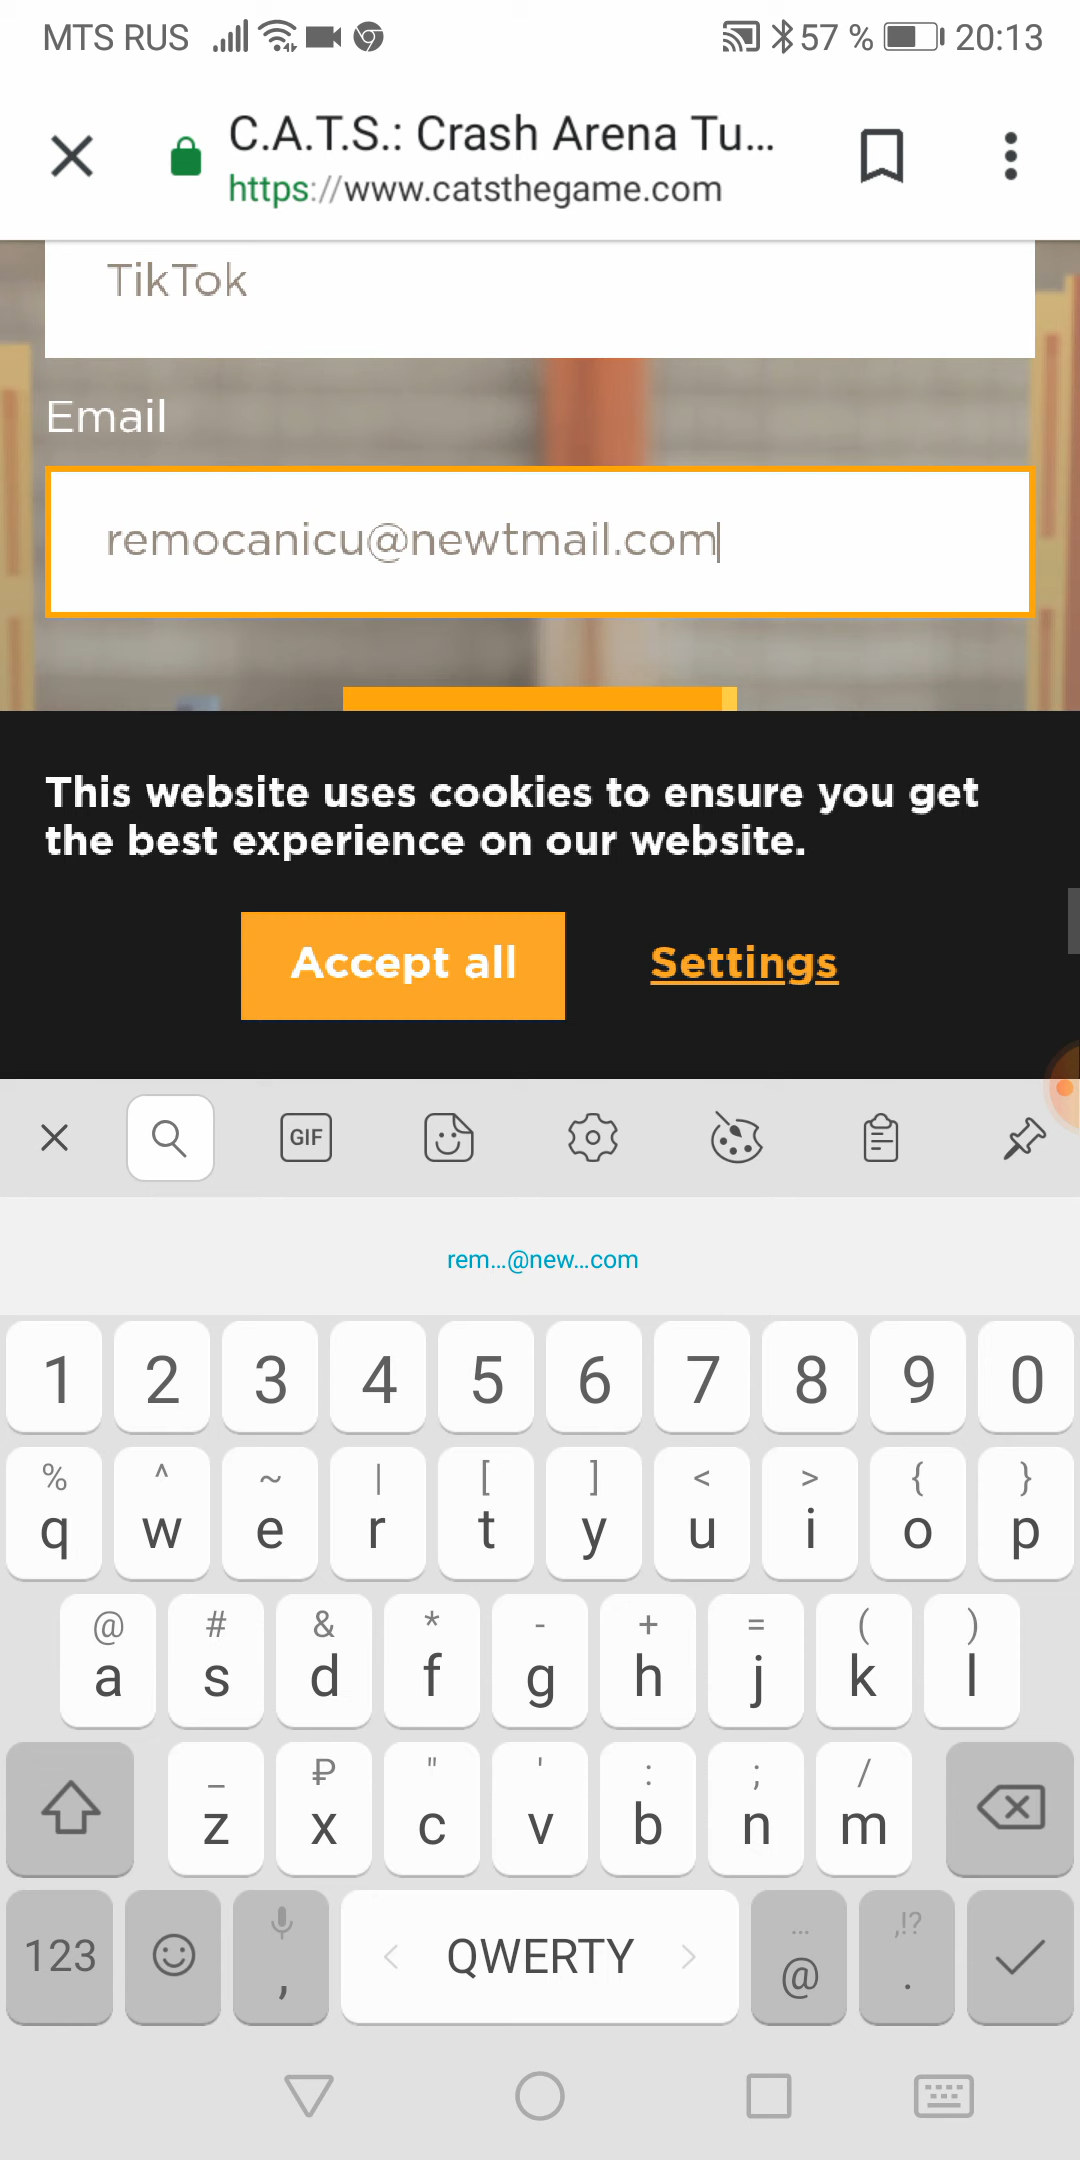 MTS RUS 57 % 20:13
C.A.T.S.: Crash Arena Tu...
https://www.catsthegame.com
TikTok
Email
remocanicu@newtmail.com
This website uses cookies to ensure you get
the best experience on our website.
Accept all Settings
GIF
rem...@new...com
1 2 3 4 5 6 7 8 9 0
% ^ ~ | [ ] < > { }
q w e r t y u i o p
@ # & * - + = ( )
a s d f g h j k l
_ ₽ " ' : ; /
z x c v b n m
... ,!?
123 , < QWERTY > @ .